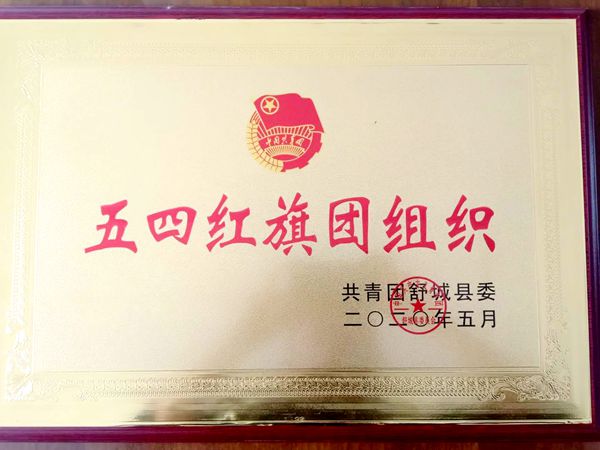 中国共青团
五四红旗团组织
共青团舒城县委
二〇二〇年五月